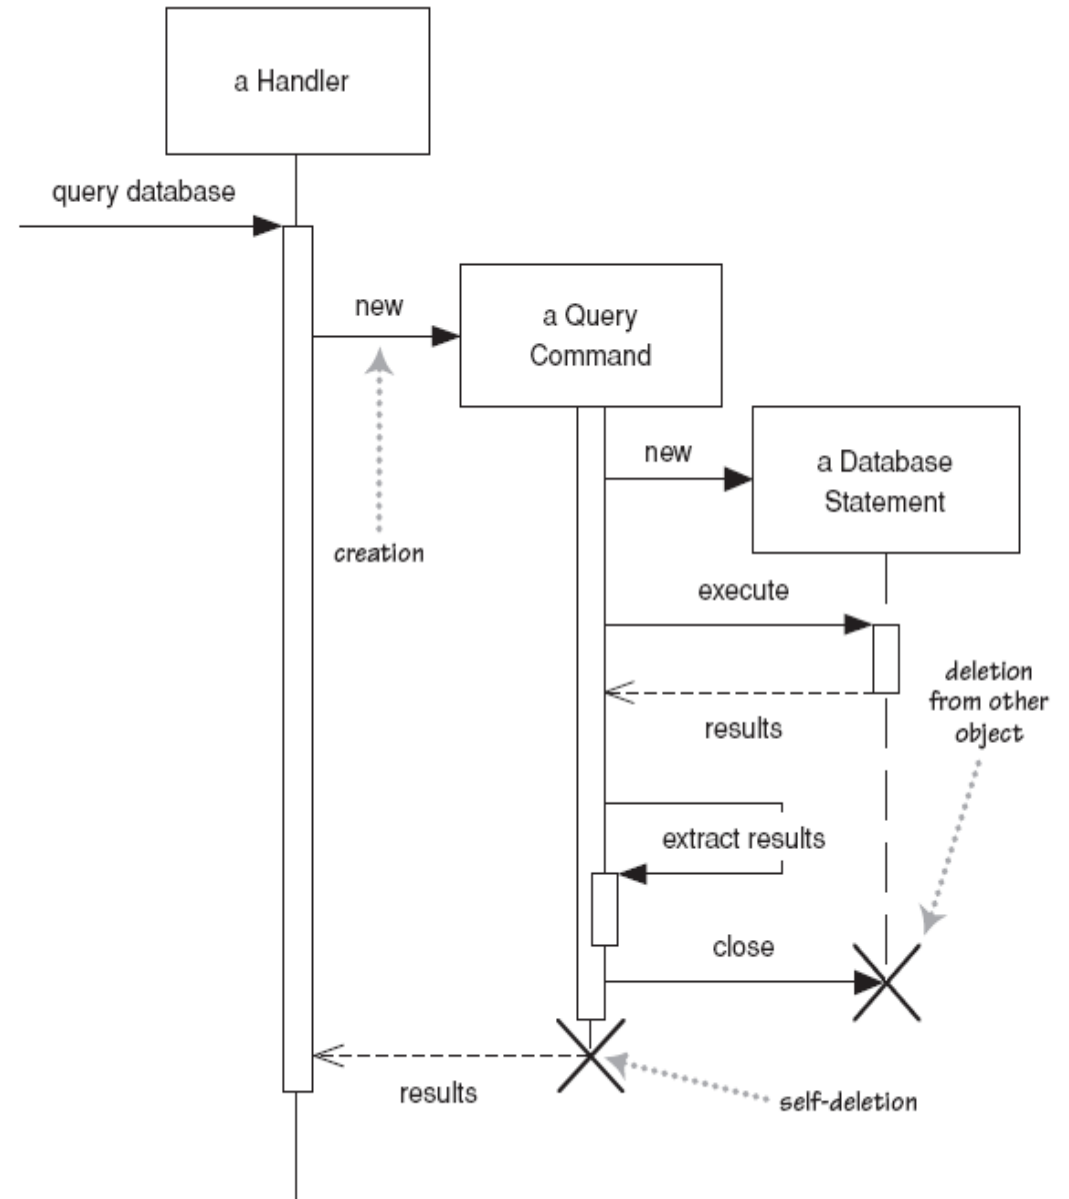 a Handler
query database
new
a Query
Command
new
a Database
Statement
creation
execute
deletion
from other
object
results
extract results
close
results
self-deletion